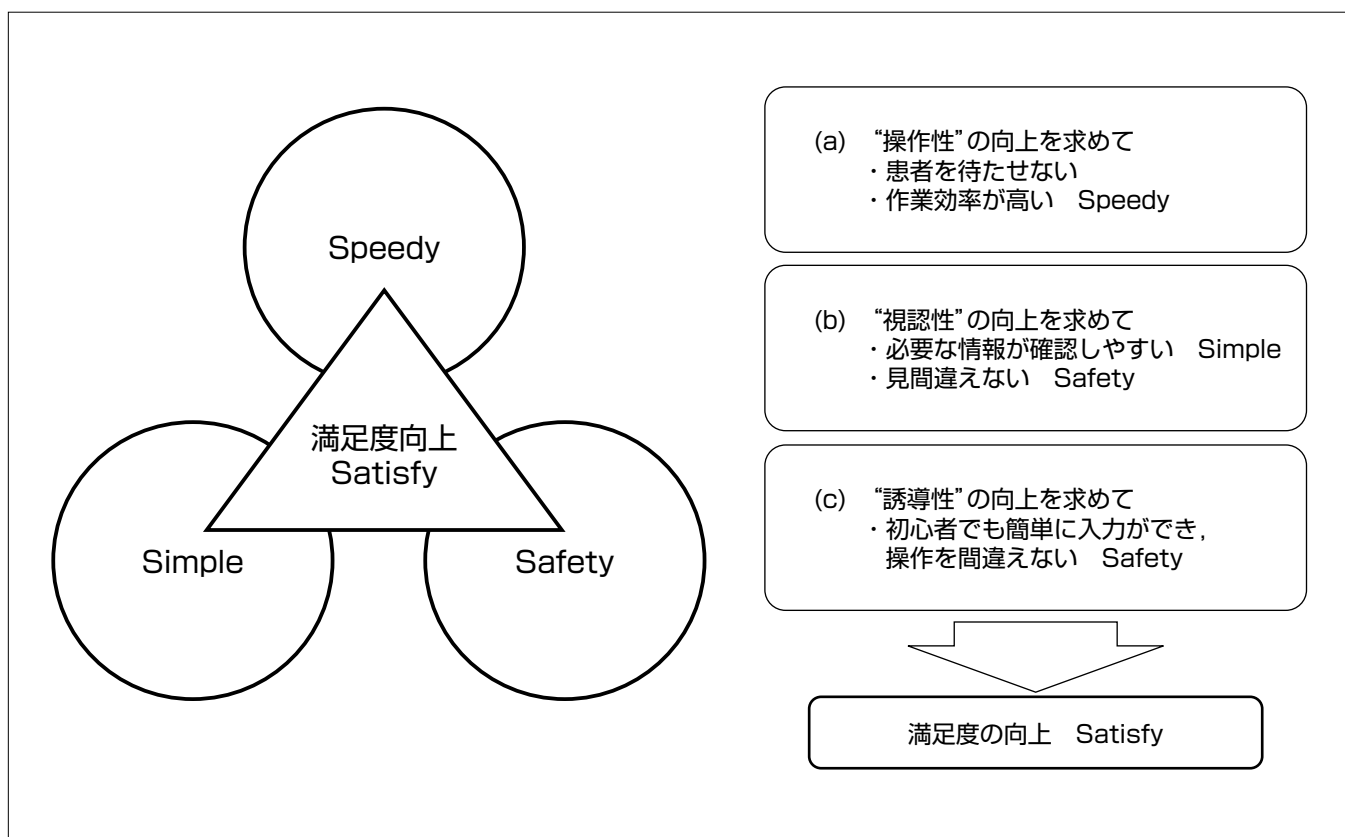 Speedy
満足度向上
Satisfy
Simple
Safety
(a) “操作性”の向上を求めて
・患者を待たせない
・作業効率が高い　Speedy
(b) “視認性”の向上を求めて
・必要な情報が確認しやすい　Simple
・見間違えない　Safety
(c) “誘導性”の向上を求めて
・初心者でも簡単に入力ができ，
操作を間違えない　Safety
満足度の向上　Satisfy